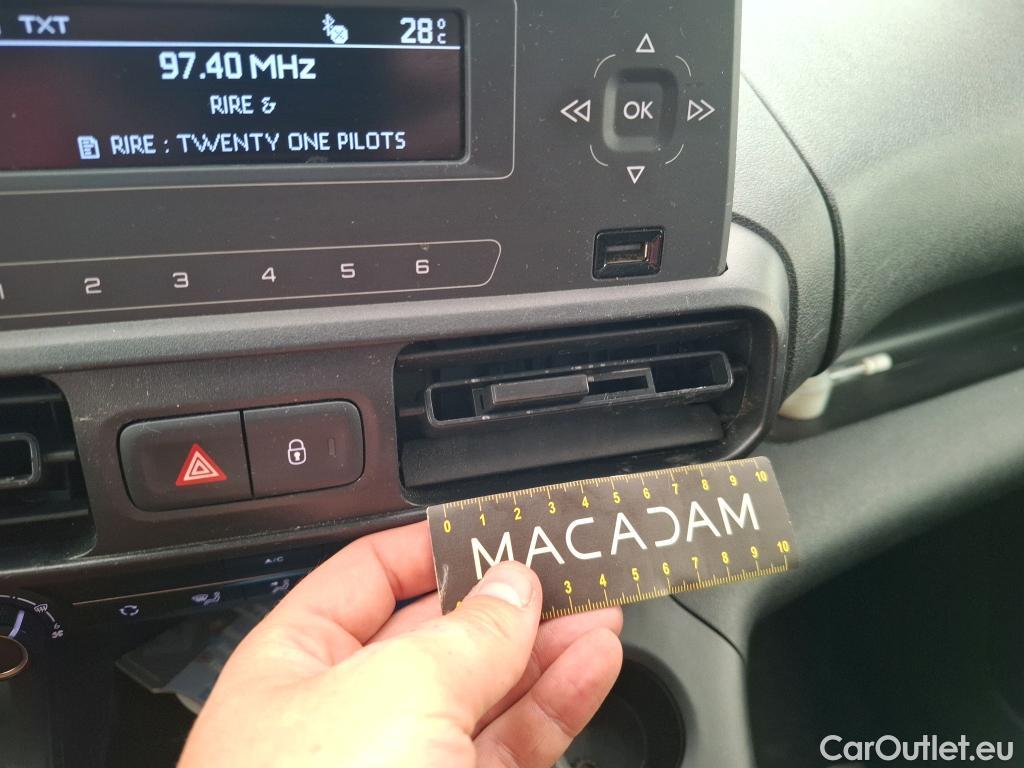 TXT 28°C
97.40 MHz
RIRE &
RIRE : TWENTY ONE PILOTS
OK
1 2 3 4 5 6
0 1 2 3 4 5 6 7 8 9 10
MACADAM
3 4 5 6 7 8 9 10
A/C
CarOutlet.eu